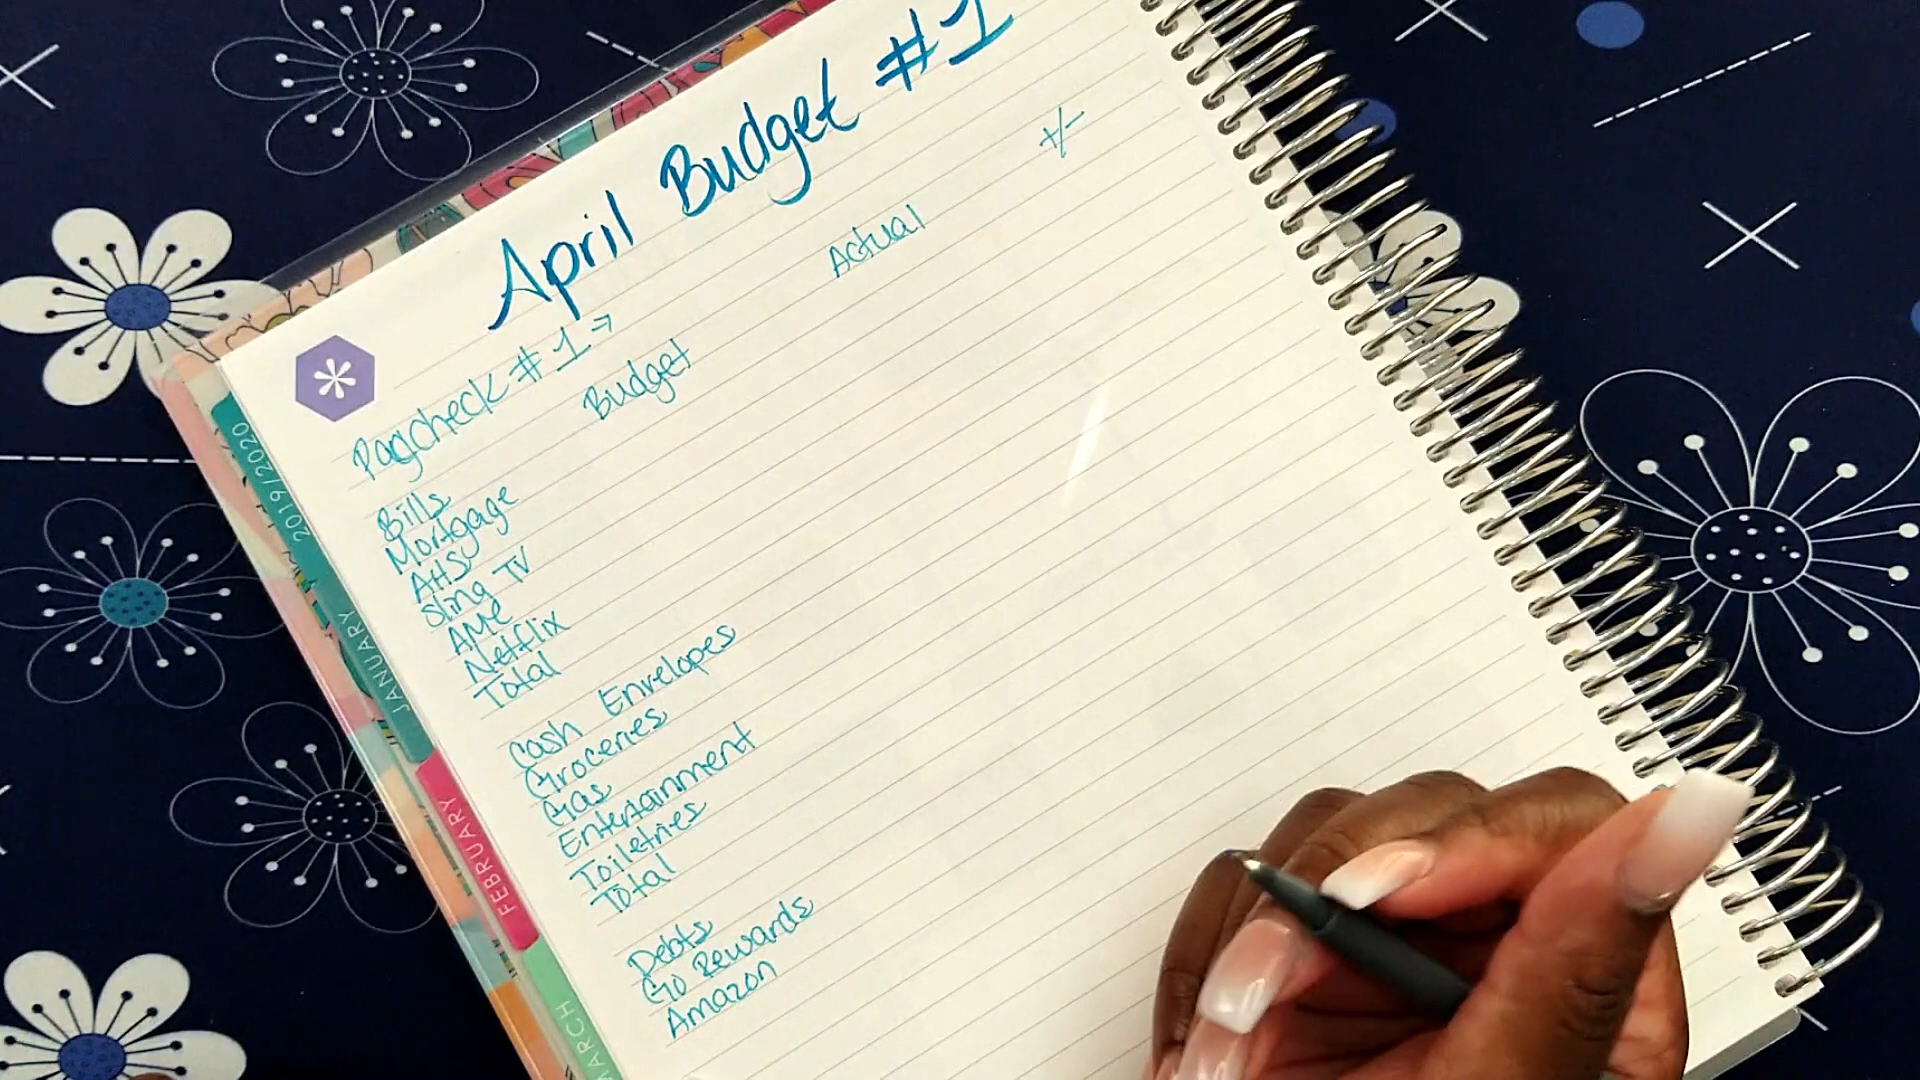 April Budget #1
Paycheck #1 →
Budget Actual +/-
Bills
Mortgage
AHS
Sling TV
AME
Netflix
Total
Cash Envelopes
Groceries
Gas
Entertainment
Toiletries
Total
Debts
Go Rewards
Amazon
2019/2020
JANUARY
FEBRUARY
MARCH